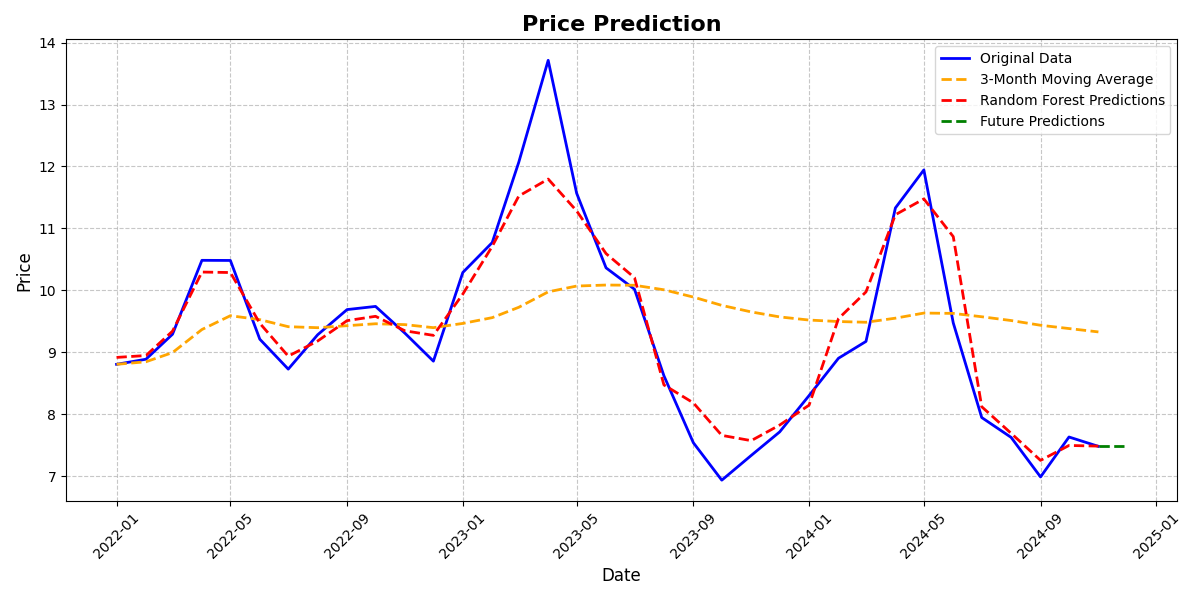 Price Prediction
Original Data
3-Month Moving Average
Random Forest Predictions
Future Predictions
Price
14
13
12
11
10
9
8
7
2022-01
2022-05
2022-09
2023-01
2023-05
2023-09
2024-01
2024-05
2024-09
2025-01
Date